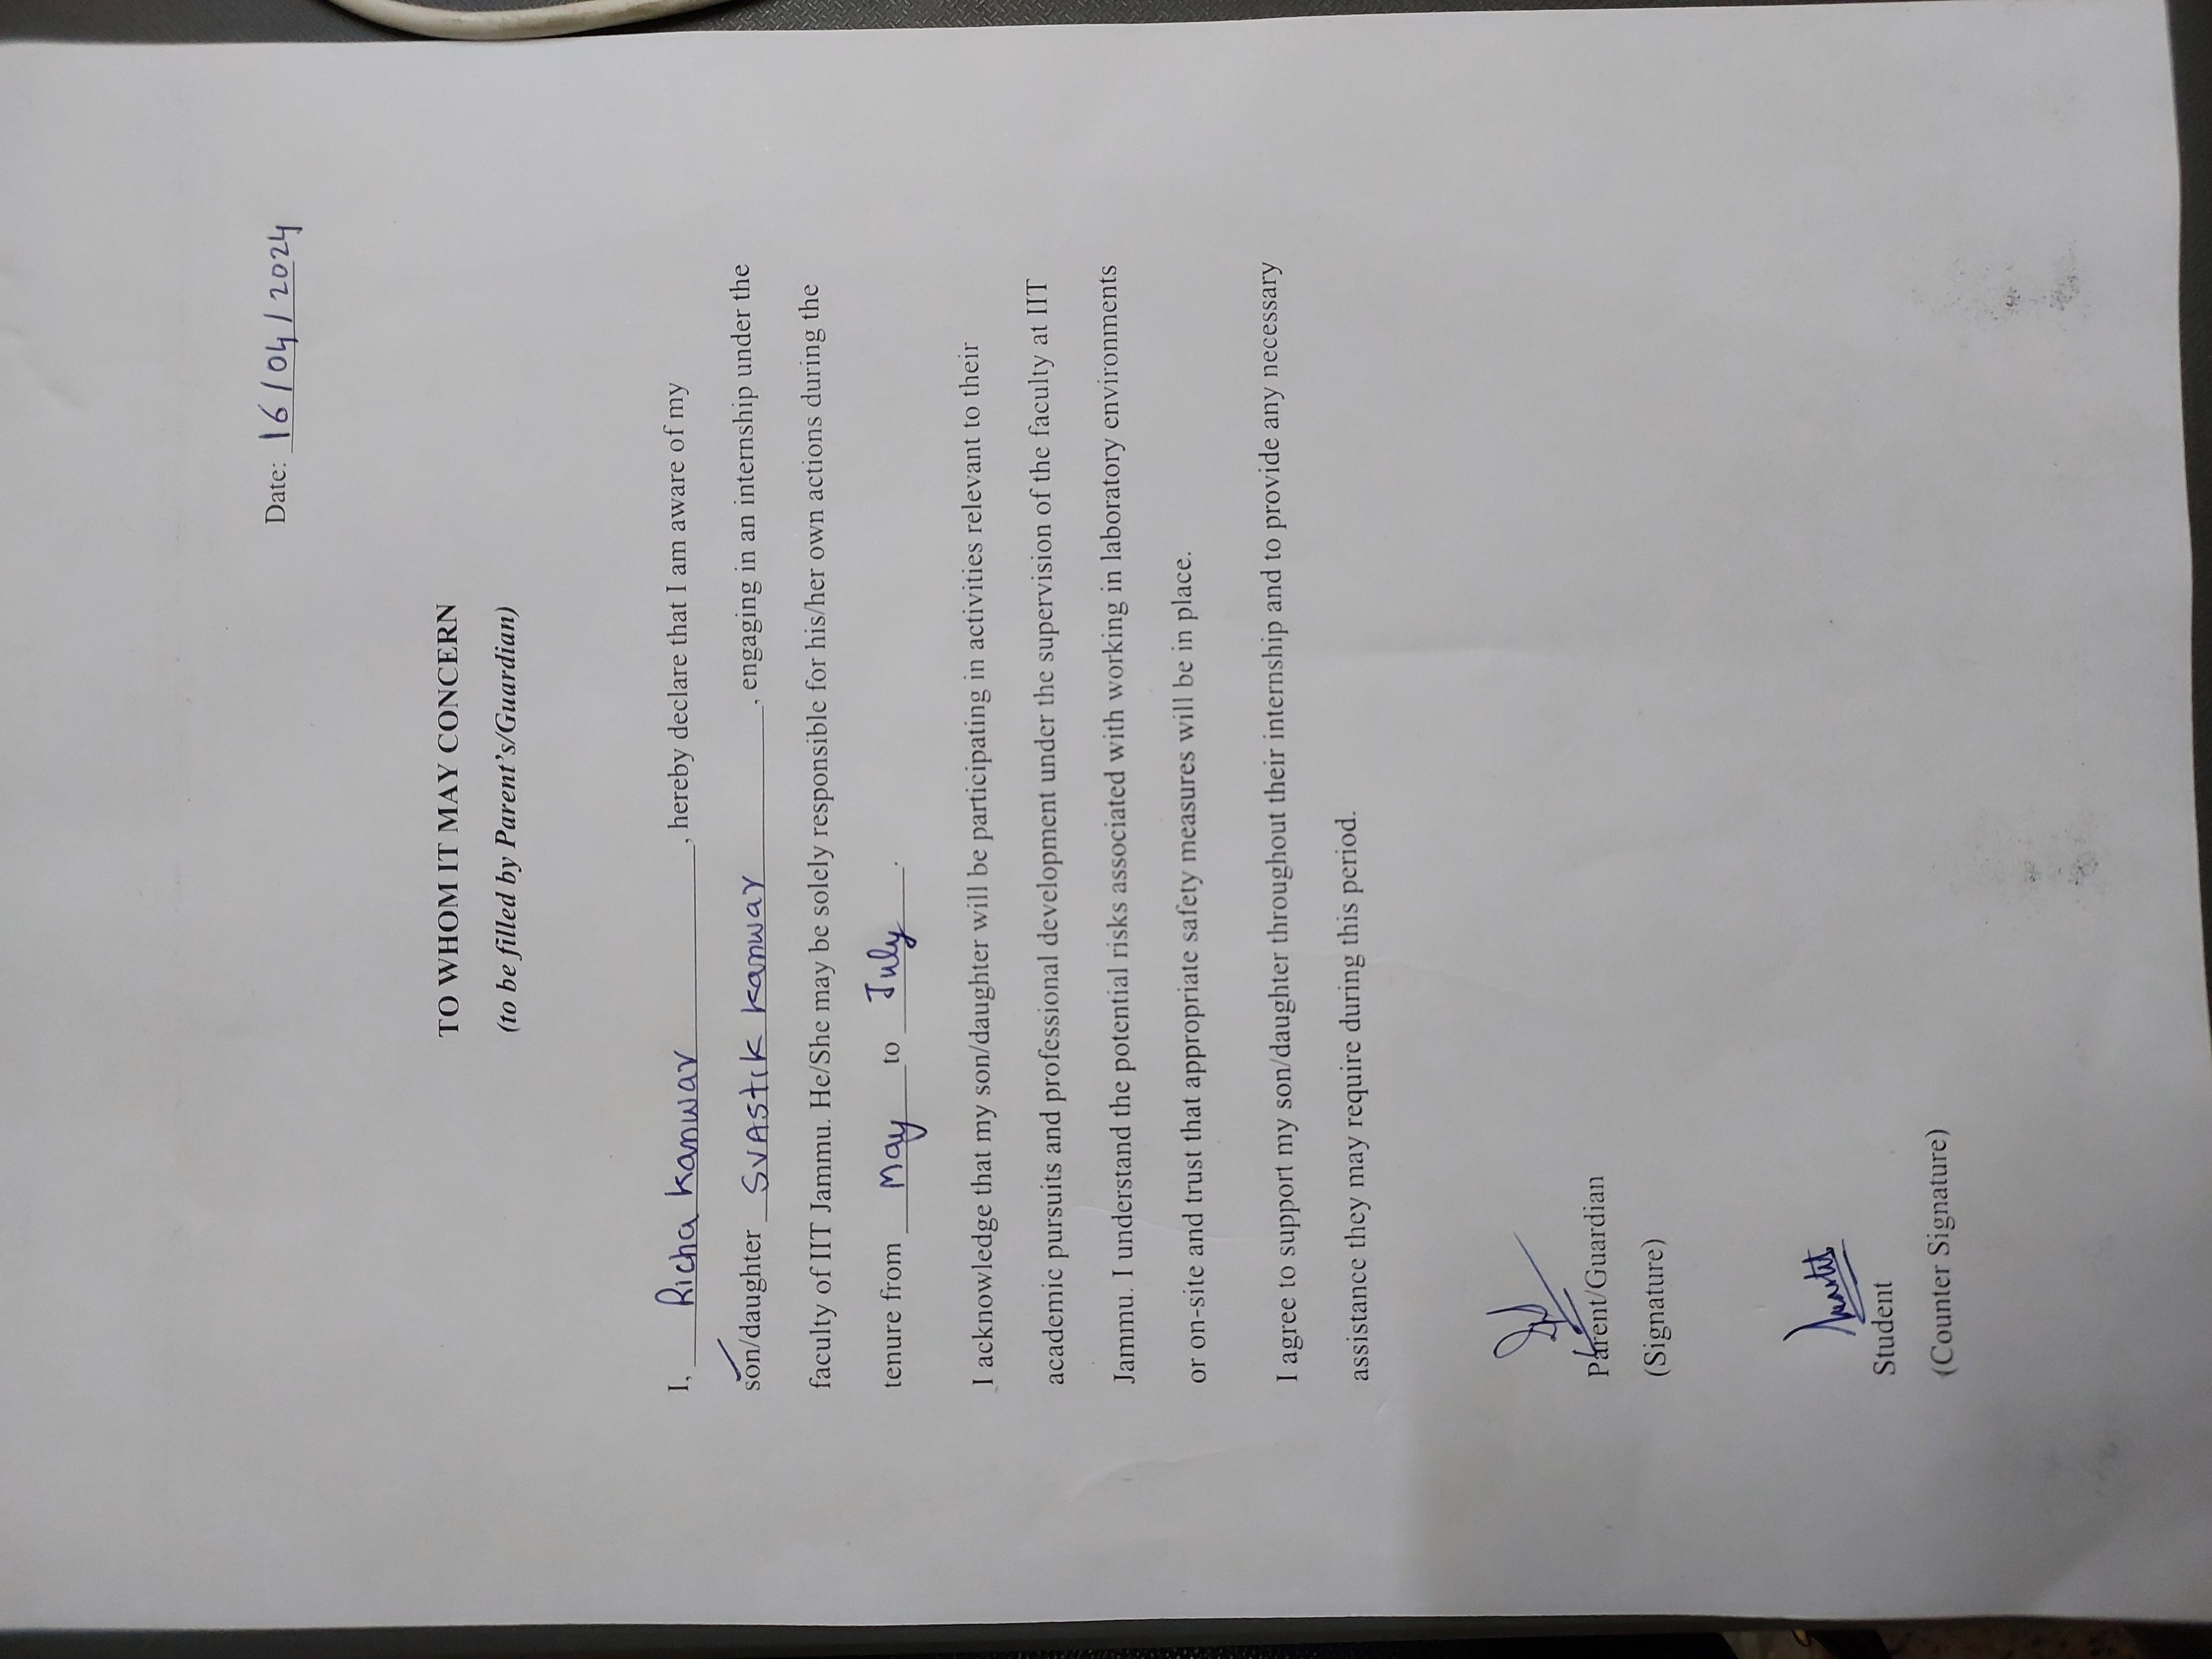 Date: 16/04/2024
TO WHOM IT MAY CONCERN
(to be filled by Parent's/Guardian)
I, Richa Kanwar, hereby declare that I am aware of my
son/daughter SVAStik Kanwar, engaging in an internship under the
faculty of IIT Jammu. He/She may be solely responsible for his/her own actions during the
tenure from May to July.
I acknowledge that my son/daughter will be participating in activities relevant to their
academic pursuits and professional development under the supervision of the faculty at IIT
Jammu. I understand the potential risks associated with working in laboratory environments
or on-site and trust that appropriate safety measures will be in place.
I agree to support my son/daughter throughout their internship and to provide any necessary
assistance they may require during this period.
Parent/Guardian
(Signature)
Student
(Counter Signature)